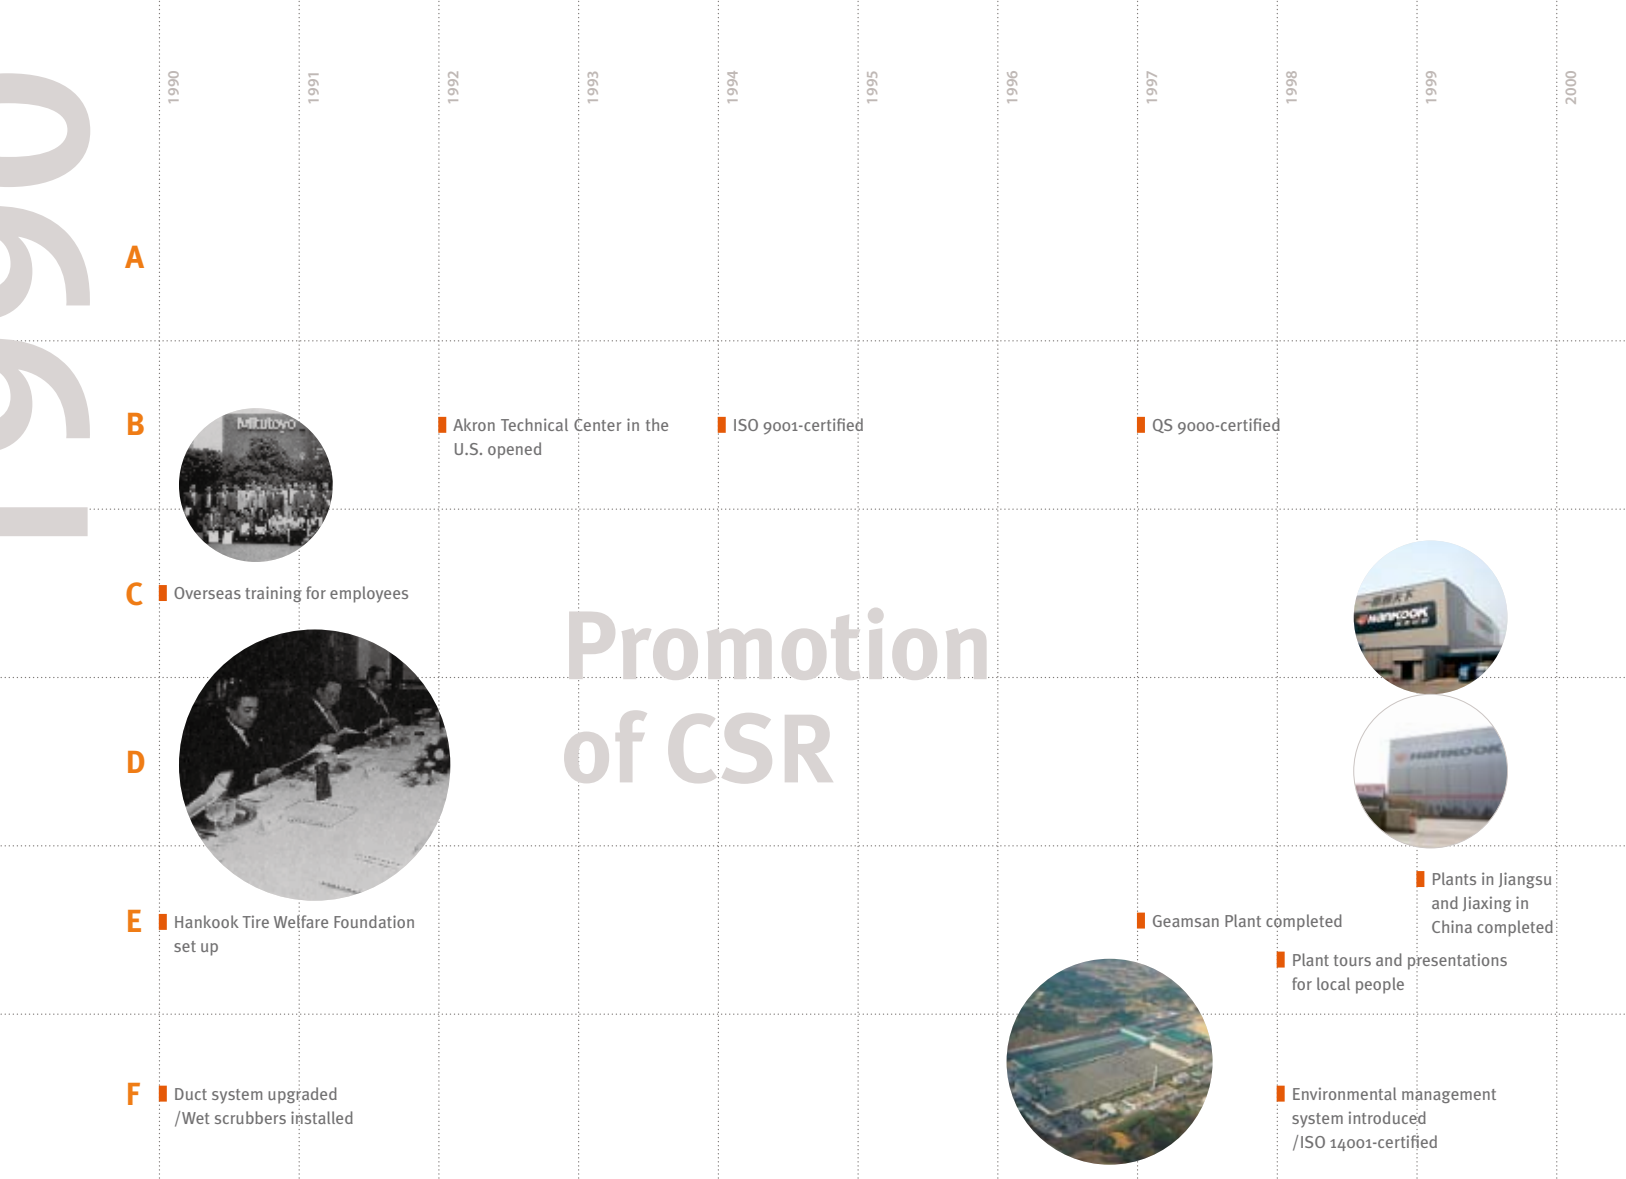 1990
1990
1991
1992
1993
1994
1995
1996
1997
1998
1999
2000
A
B
Mitutoyo
Akron Technical Center in the
U.S. opened
ISO 9001-certified
QS 9000-certified
C
Overseas training for employees
HANKOOK
Promotion
of CSR
D
HANKOOK
E
Hankook Tire Welfare Foundation
set up
Geamsan Plant completed
Plants in Jiangsu
and Jiaxing in
China completed
Plant tours and presentations
for local people
F
Duct system upgraded
/Wet scrubbers installed
Environmental management
system introduced
/ISO 14001-certified